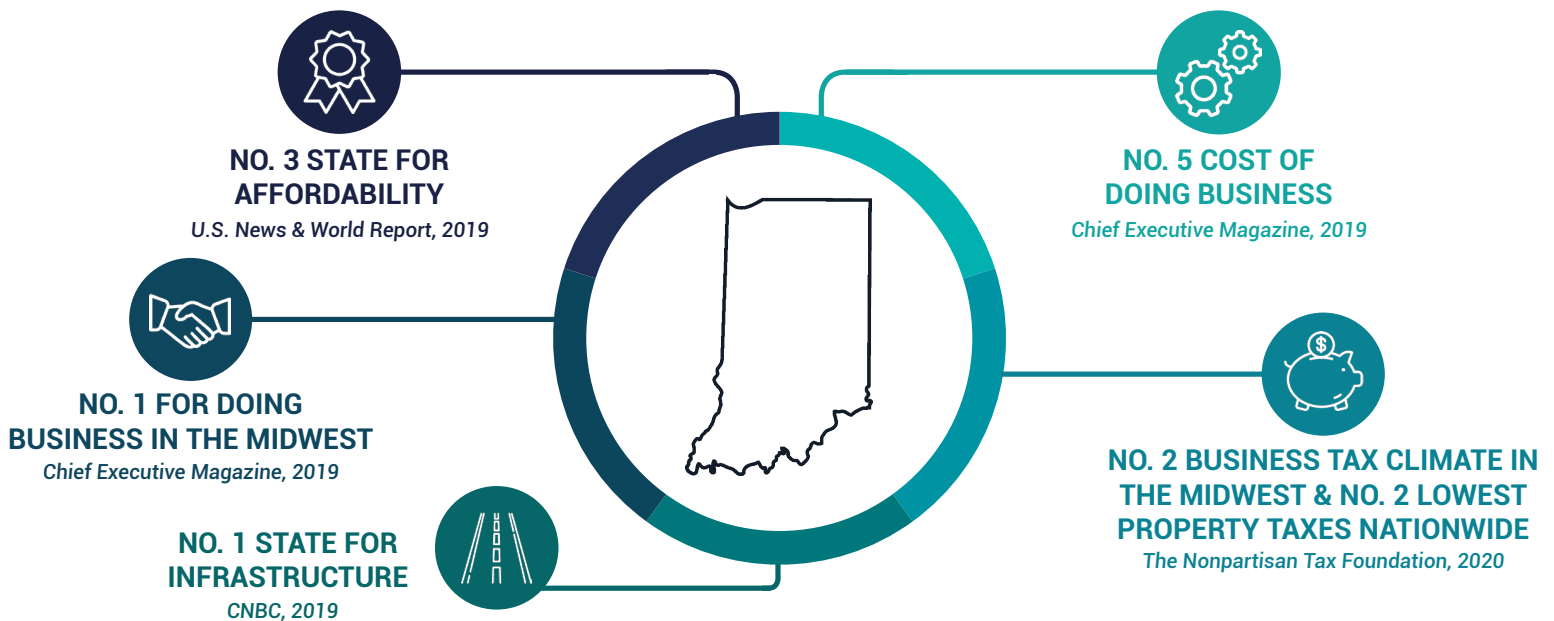 NO. 3 STATE FOR
AFFORDABILITY
U.S. News & World Report, 2019
NO. 5 COST OF
DOING BUSINESS
Chief Executive Magazine, 2019
NO. 1 FOR DOING
BUSINESS IN THE MIDWEST
Chief Executive Magazine, 2019
$
NO. 2 BUSINESS TAX CLIMATE IN
THE MIDWEST & NO. 2 LOWEST
PROPERTY TAXES NATIONWIDE
The Nonpartisan Tax Foundation, 2020
NO. 1 STATE FOR
INFRASTRUCTURE
CNBC, 2019